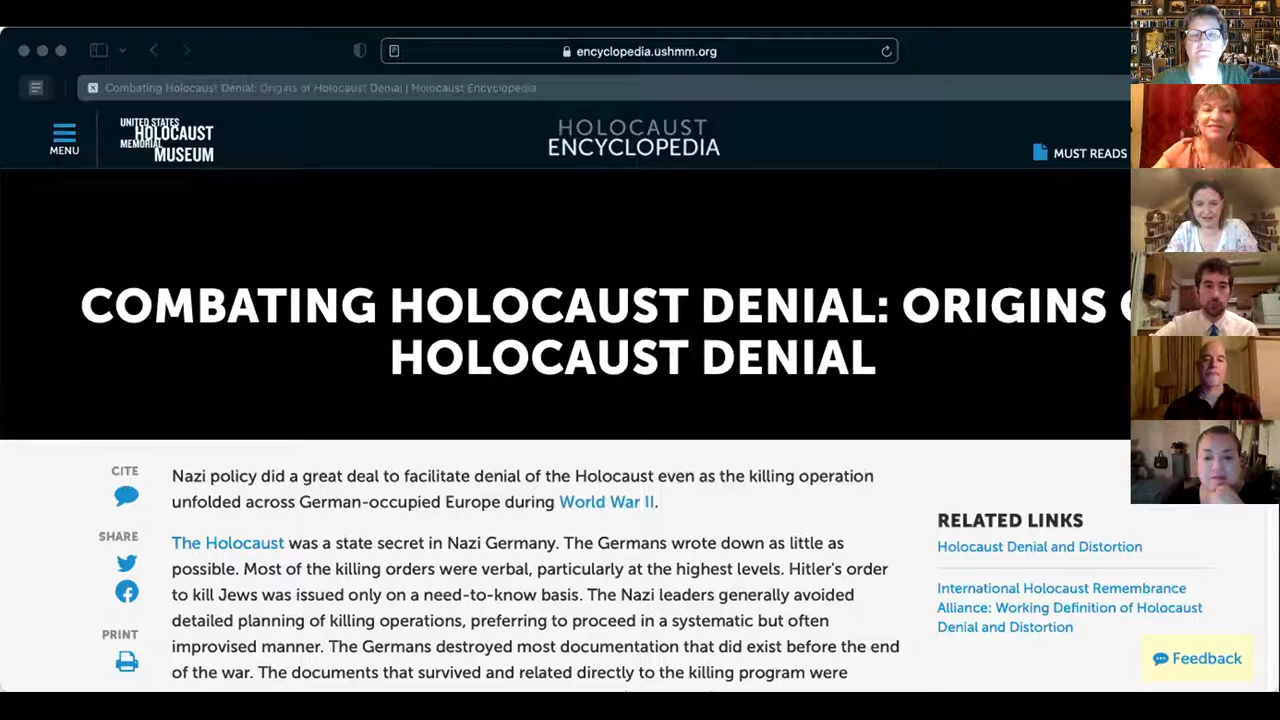 encyclopedia.ushmm.org
Combating Holocaust Denial: Origins of Holocaust Denial | Holocaust Encyclopedia
MENU
UNITED STATES
HOLOCAUST
MEMORIAL
MUSEUM
HOLOCAUST
ENCYCLOPEDIA
MUST READS
COMBATING HOLOCAUST DENIAL: ORIGINS
HOLOCAUST DENIAL
CITE
SHARE
PRINT
Nazi policy did a great deal to facilitate denial of the Holocaust even as the killing operation
unfolded across German-occupied Europe during World War II.
The Holocaust was a state secret in Nazi Germany. The Germans wrote down as little as
possible. Most of the killing orders were verbal, particularly at the highest levels. Hitler's order
to kill Jews was issued only on a need-to-know basis. The Nazi leaders generally avoided
detailed planning of killing operations, preferring to proceed in a systematic but often
improvised manner. The Germans destroyed most documentation that did exist before the end
of the war. The documents that survived and related directly to the killing program were
RELATED LINKS
Holocaust Denial and Distortion
International Holocaust Remembrance
Alliance: Working Definition of Holocaust
Denial and Distortion
Feedback